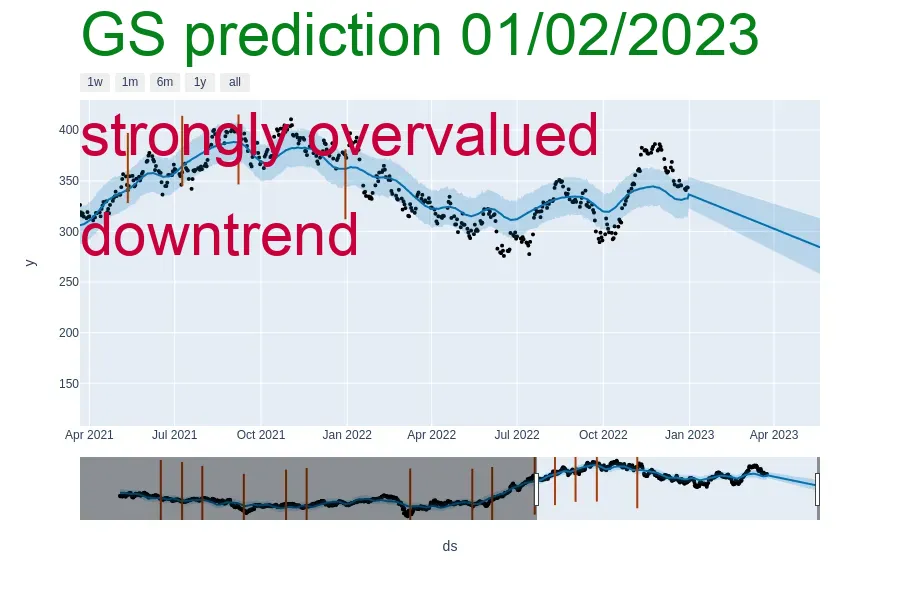 GS prediction 01/02/2023
1w 1m 6m 1y all
strongly overvalued
downtrend
400
350
300
250
200
150
y
Apr 2021 Jul 2021 Oct 2021 Jan 2022 Apr 2022 Jul 2022 Oct 2022 Jan 2023 Apr 2023
ds